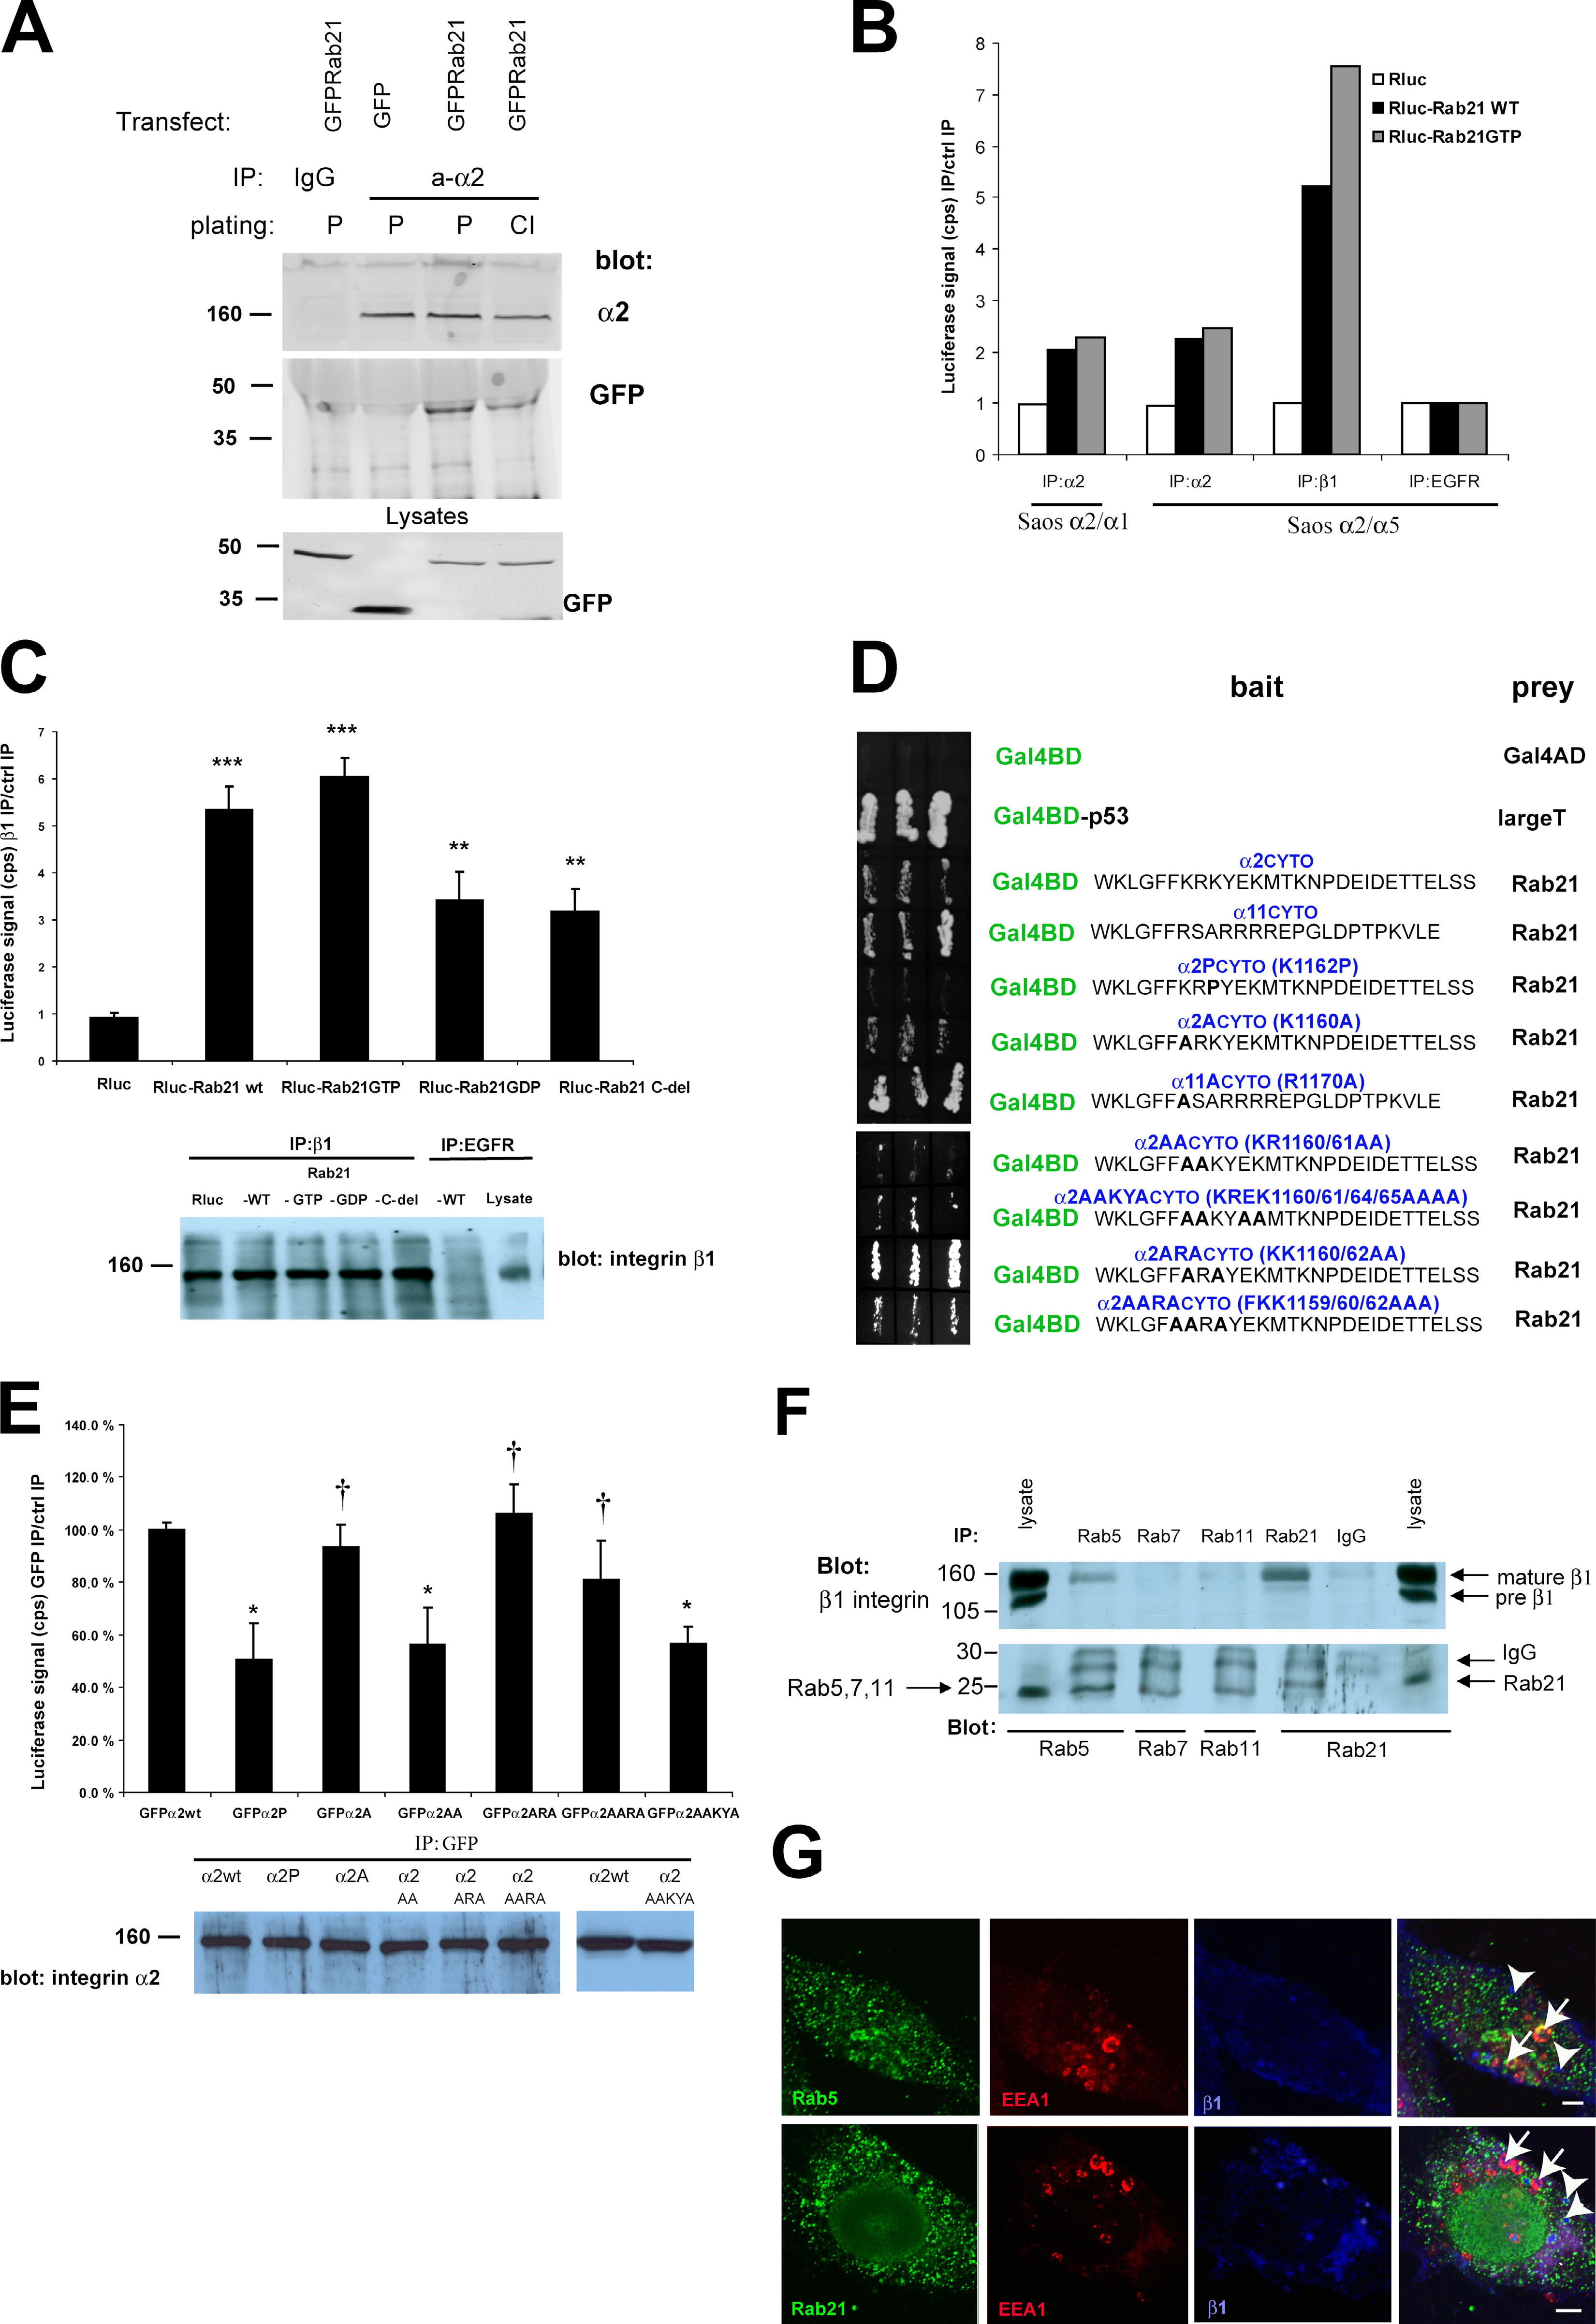 A
Transfect:
GFPRab21
GFP
GFPRab21
GFPRab21
IP: IgG a-α2
plating: P P P CI
blot:
160
α2
50
GFP
35
Lysates
50
35
GFP
B
Luciferase signal (cps) IP/ctrl IP
8
7
6
5
4
3
2
1
0
Rluc
Rluc-Rab21 WT
Rluc-Rab21GTP
IP:α2 IP:α2 IP:β1 IP:EGFR
Saos α2/α1 Saos α2/α5
C
Luciferase signal (cps) β1 IP/ctrl IP
7
6
5
4
3
2
1
0
*** *** ** **
Rluc Rluc-Rab21 wt Rluc-Rab21GTP Rluc-Rab21GDP Rluc-Rab21 C-del
IP:β1 IP:EGFR
Rab21
Rluc -WT - GTP -GDP -C-del -WT Lysate
160
blot: integrin β1
D
bait prey
Gal4BD Gal4AD
Gal4BD-p53 largeT
α2CYTO
Gal4BD WKLGFFKRKYEKMTKNPDEIDETTELSS Rab21
α11CYTO
Gal4BD WKLGFFRSARRRREPGLDPTPKVLE Rab21
α2PCYTO (K1162P)
Gal4BD WKLGFFKRPYEKMTKNPDEIDETTELSS Rab21
α2ACYTO (K1160A)
Gal4BD WKLGFFARKYEKMTKNPDEIDETTELSS Rab21
α11ACYTO (R1170A)
Gal4BD WKLGFFASARRRREPGLDPTPKVLE Rab21
α2AACYTO (KR1160/61AA)
Gal4BD WKLGFFAAKYEKMTKNPDEIDETTELSS Rab21
α2AAKYACYTO (KREK1160/61/64/65AAAA)
Gal4BD WKLGFFAAKYAAMTKNPDEIDETTELSS Rab21
α2ARACYTO (KK1160/62AA)
Gal4BD WKLGFFARAYEKMTKNPDEIDETTELSS Rab21
α2AARACYTO (FKK1159/60/62AAA)
Gal4BD WKLGFAARAYEKMTKNPDEIDETTELSS Rab21
E
Luciferase signal (cps) GFP IP/ctrl IP
140.0 %
120.0 %
100.0 %
80.0 %
60.0 %
40.0 %
20.0 %
0.0 %
* † * † † *
GFPα2wt GFPα2P GFPα2A GFPα2AA GFPα2ARA GFPα2AARA GFPα2AAKYA
IP: GFP
α2wt α2P α2A α2 α2 α2 α2wt α2
AA ARA AARA AAKYA
160
blot: integrin α2
F
lysate lysate
IP: Rab5 Rab7 Rab11 Rab21 IgG
Blot:
β1 integrin
160
105
mature β1
pre β1
30
25
Rab5,7,11
IgG
Rab21
Blot:
Rab5 Rab7 Rab11 Rab21
G
Rab5 EEA1 β1
Rab21 EEA1 β1